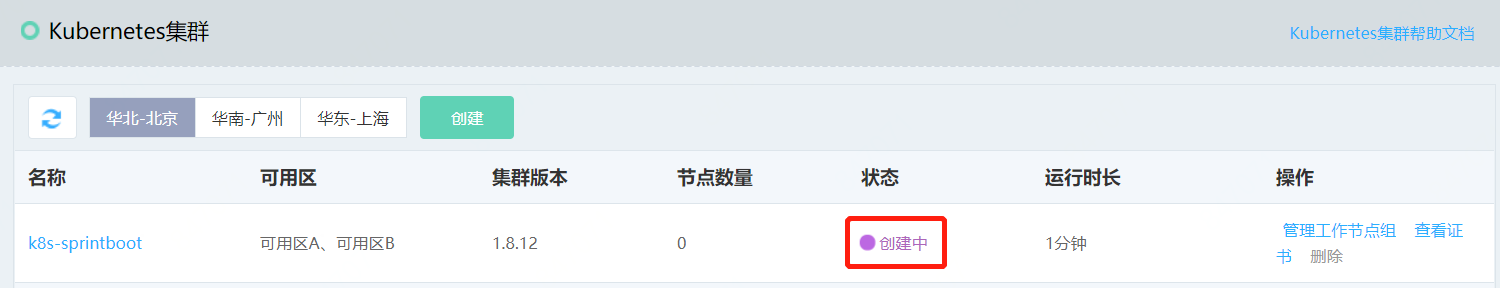 Kubernetes集群
Kubernetes集群帮助文档
华北-北京 华南-广州 华东-上海 创建
名称 可用区 集群版本 节点数量 状态 运行时长 操作
k8s-sprintboot 可用区A、可用区B 1.8.12 0 创建中 1分钟 管理工作节点组 查看证
书 删除